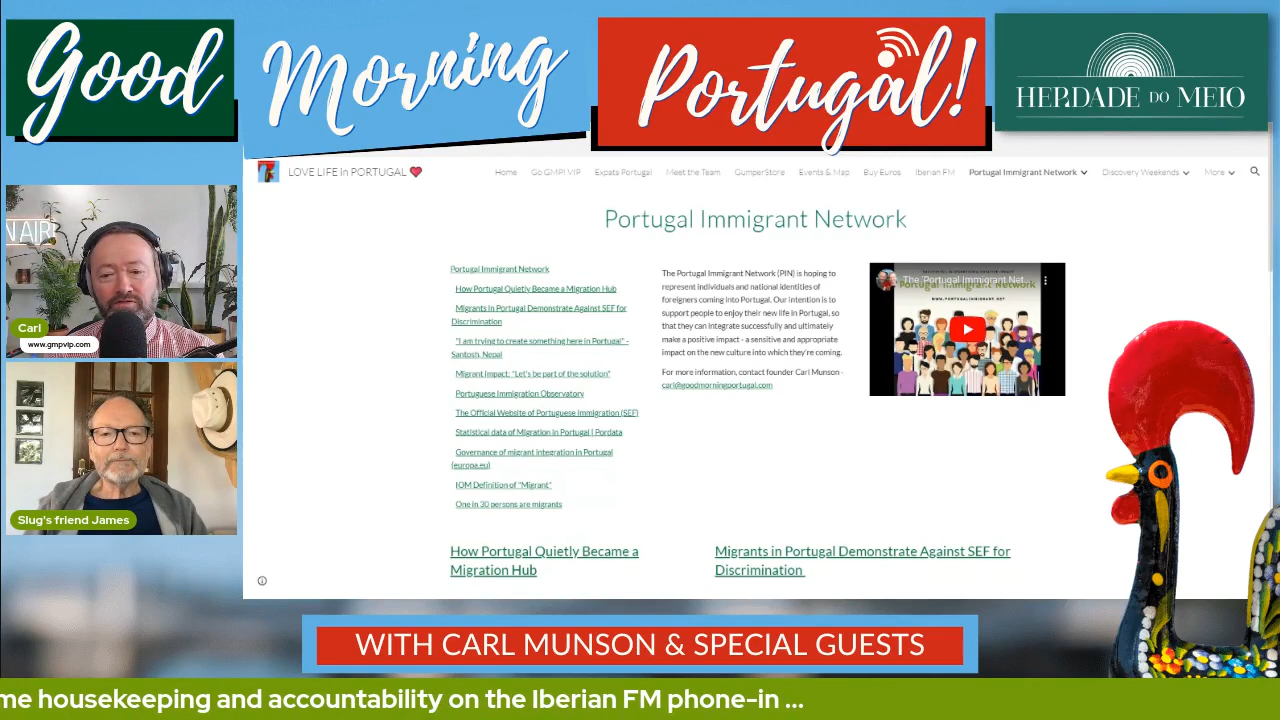 Good
Morning
Portugal!
HERDADE DO MEIO
LOVE LIFE in PORTUGAL
Home
Go GMP! VIP
Expats Portugal
Meet the Team
GumperStore
Events & Map
Buy Euros
Iberian FM
Portugal Immigrant Network
Discovery Weekends
More
Portugal Immigrant Network
Portugal Immigrant Network
How Portugal Quietly Became a Migration Hub
Migrants in Portugal Demonstrate Against SEF for
Discrimination
"I am trying to create something here in Portugal" -
Santosh, Nepal
Migrant Impact: "Let's be part of the solution"
Portuguese Immigration Observatory
The Official Website of Portuguese Immigration (SEF)
Statistical data of Migration in Portugal | Pordata
Governance of migrant integration in Portugal
(europa.eu)
IOM Definition of "Migrant"
One in 30 persons are migrants
The Portugal Immigrant Network (PIN) is hoping to
represent individuals and national identities of
foreigners coming into Portugal. Our intention is to
support people to enjoy their new life in Portugal, so
that they can integrate successfully and ultimately
make a positive impact - a sensitive and appropriate
impact on the new culture into which they're coming.
For more information, contact founder Carl Munson -
carl@goodmorningportugal.com
The 'Portugal Immigrant Net...
Portugal Immigrant Network
WWW.PORTUGALIMMIGRANT.NET
How Portugal Quietly Became a
Migration Hub
Migrants in Portugal Demonstrate Against SEF for
Discrimination
N AIR
Carl
www.gmpvip.com
Slug's friend James
WITH CARL MUNSON & SPECIAL GUESTS
me housekeeping and accountability on the Iberian FM phone-in ...